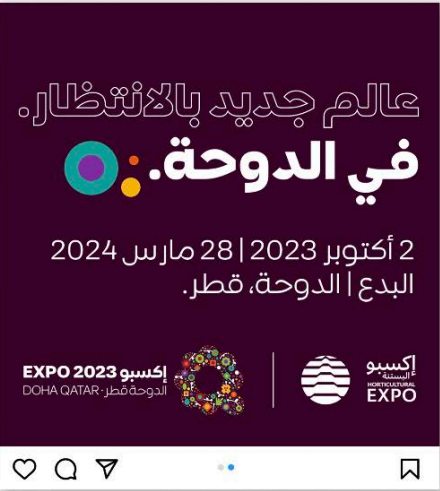 عالم جديد بالانتظار.
في الدوحة.
2 أكتوبر 2023 | 28 مارس 2024
البدع | الدوحة، قطر.
إكسبو
البستنة
HORTICULTURAL
EXPO
إكسبو EXPO 2023
الدوحة قطر · DOHA QATAR